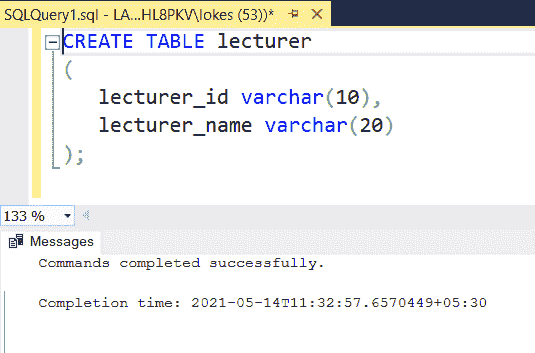 SQLQuery1.sql - LA...HL8PKV\lokes (53))*
CREATE TABLE lecturer
(
lecturer_id varchar(10),
lecturer_name varchar(20)
);
133 %
Messages
Commands completed successfully.
Completion time: 2021-05-14T11:32:57.6570449+05:30